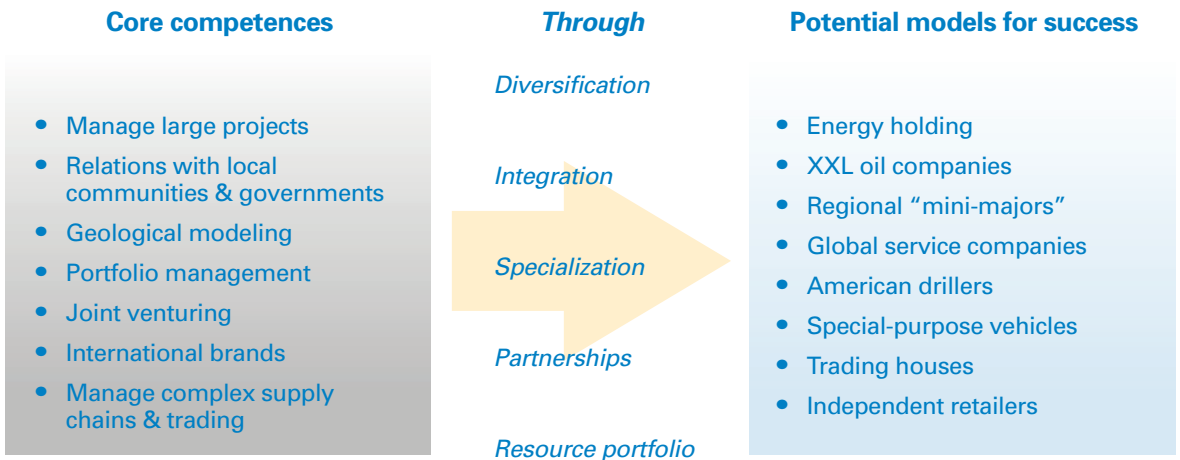 Core competences
• Manage large projects
• Relations with local
communities & governments
• Geological modeling
• Portfolio management
• Joint venturing
• International brands
• Manage complex supply
chains & trading
Through
Diversification
Integration
Specialization
Partnerships
Resource portfolio
Potential models for success
• Energy holding
• XXL oil companies
• Regional “mini-majors”
• Global service companies
• American drillers
• Special-purpose vehicles
• Trading houses
• Independent retailers